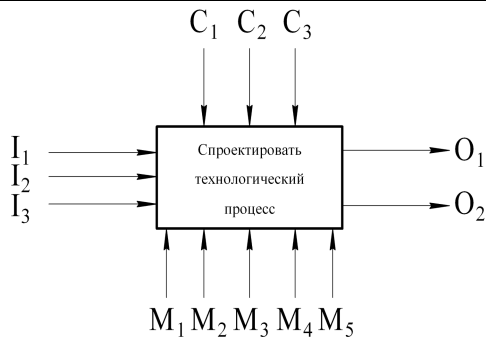 C₁ C₂ C₃
I₁
I₂
I₃
Спроектировать
технологический
процесс
O₁
O₂
M₁ M₂ M₃ M₄ M₅